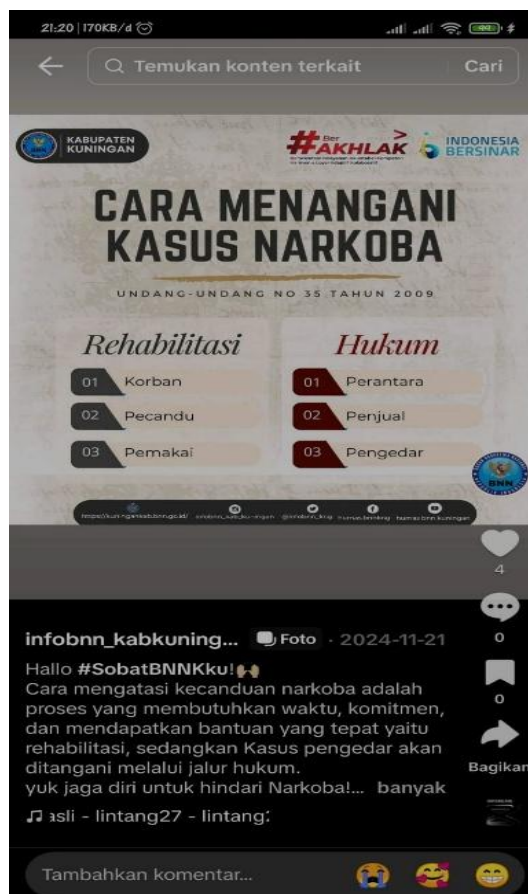 21:20 | 170KB/d
99
Temukan konten terkait
Cari
KABUPATEN
KUNINGAN
Ber
#AKHLAK
INDONESIA
BERSINAR
CARA MENANGANI
KASUS NARKOBA
UNDANG-UNDANG NO 35 TAHUN 2009
Rehabilitasi
01 Korban
02 Pecandu
03 Pemakai
Hukum
01 Perantara
02 Penjual
03 Pengedar
BNN
4
0
0
Bagikan
infobnn_kabkuning... Foto · 2024-11-21
Hallo #SobatBNNKku!🙌🏼
Cara mengatasi kecanduan narkoba adalah
proses yang membutuhkan waktu, komitmen,
dan mendapatkan bantuan yang tepat yaitu
rehabilitasi, sedangkan Kasus pengedar akan
ditangani melalui jalur hukum.
yuk jaga diri untuk hindari Narkoba!... banyak
asli - lintang27 - lintang
Tambahkan komentar...